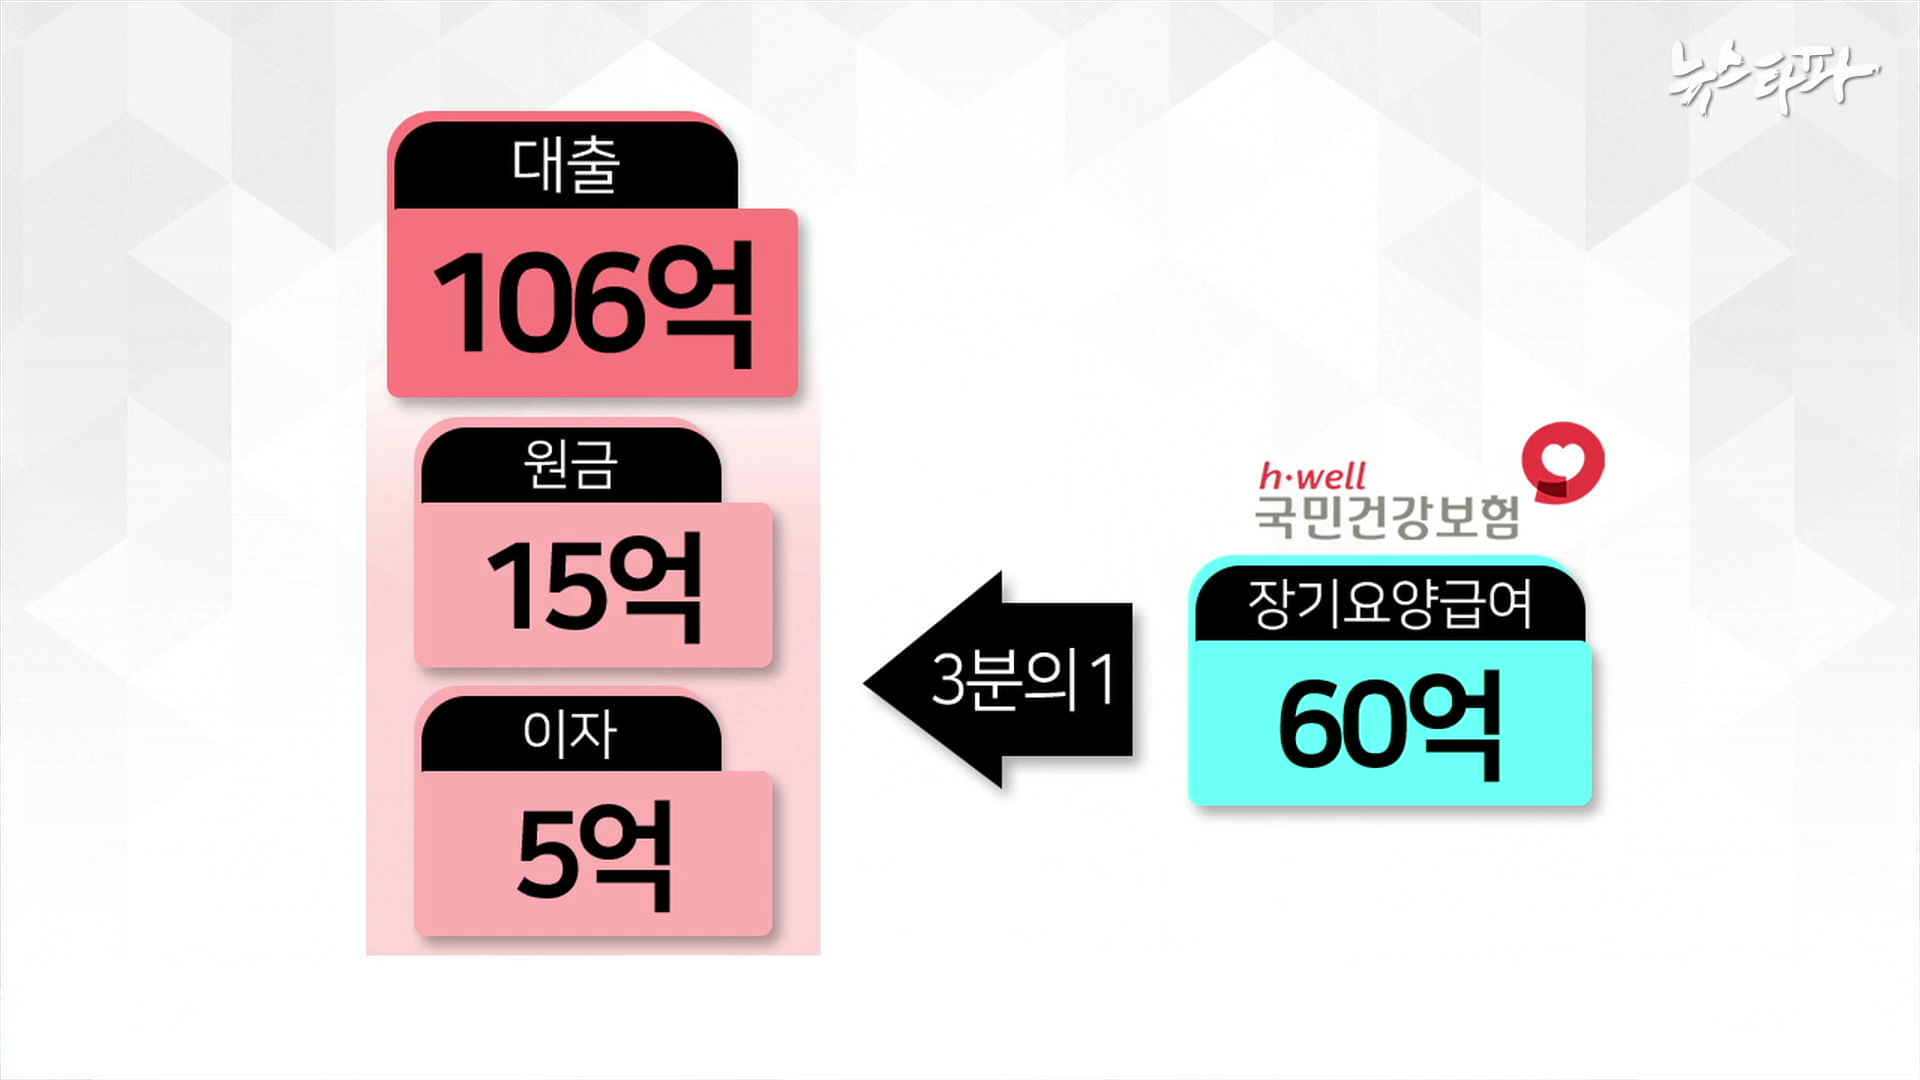 뉴스타파
대출
106억
원금
15억
이자
5억
3분의 1
h·well
국민건강보험
장기요양급여
60억